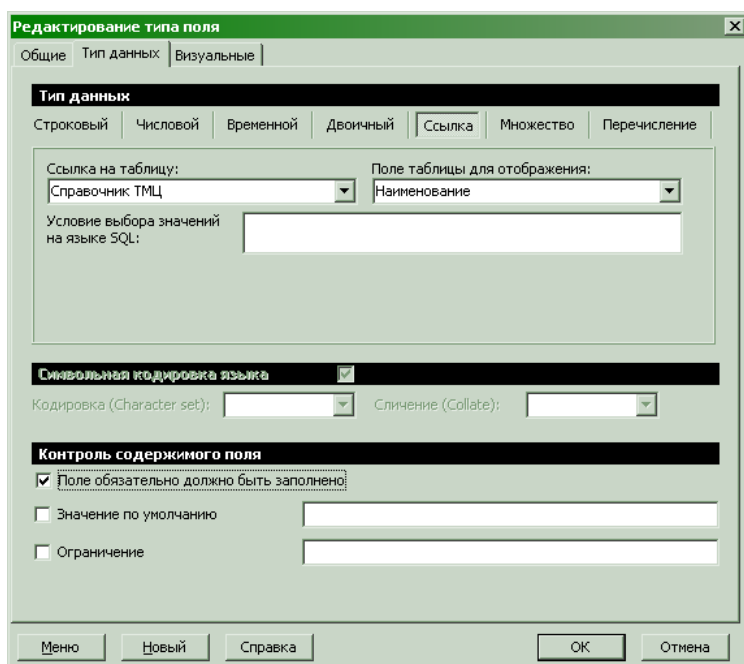 Редактирование типа поля
Общие Тип данных Визуальные
Тип данных
Строковый Числовой Временной Двоичный Ссылка Множество Перечисление
Ссылка на таблицу: Поле таблицы для отображения:
Справочник ТМЦ Наименование
Условие выбора значений
на языке SQL:
Символьная кодировка языка
Кодировка (Character set): Сличение (Collate):
Контроль содержимого поля
Поле обязательно должно быть заполнено
Значение по умолчанию
Ограничение
Меню Новый Справка OK Отмена